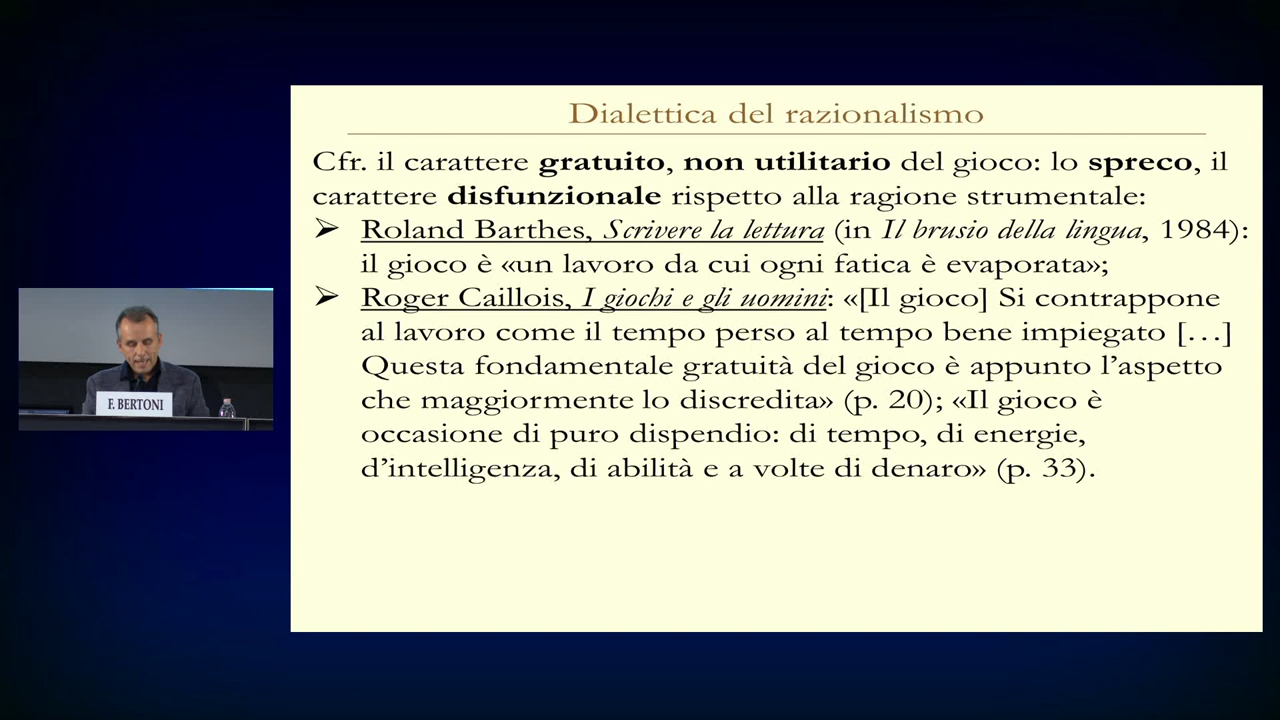 Dialettica del razionalismo
Cfr. il carattere gratuito, non utilitario del gioco: lo spreco, il
carattere disfunzionale rispetto alla ragione strumentale:
➢ Roland Barthes, Scrivere la lettura (in Il brusio della lingua, 1984):
il gioco è «un lavoro da cui ogni fatica è evaporata»;
➢ Roger Caillois, I giochi e gli uomini: «[Il gioco] Si contrappone
al lavoro come il tempo perso al tempo bene impiegato […]
Questa fondamentale gratuità del gioco è appunto l’aspetto
che maggiormente lo discredita» (p. 20); «Il gioco è
occasione di puro dispendio: di tempo, di energie,
d’intelligenza, di abilità e a volte di denaro» (p. 33).
F. BERTONI